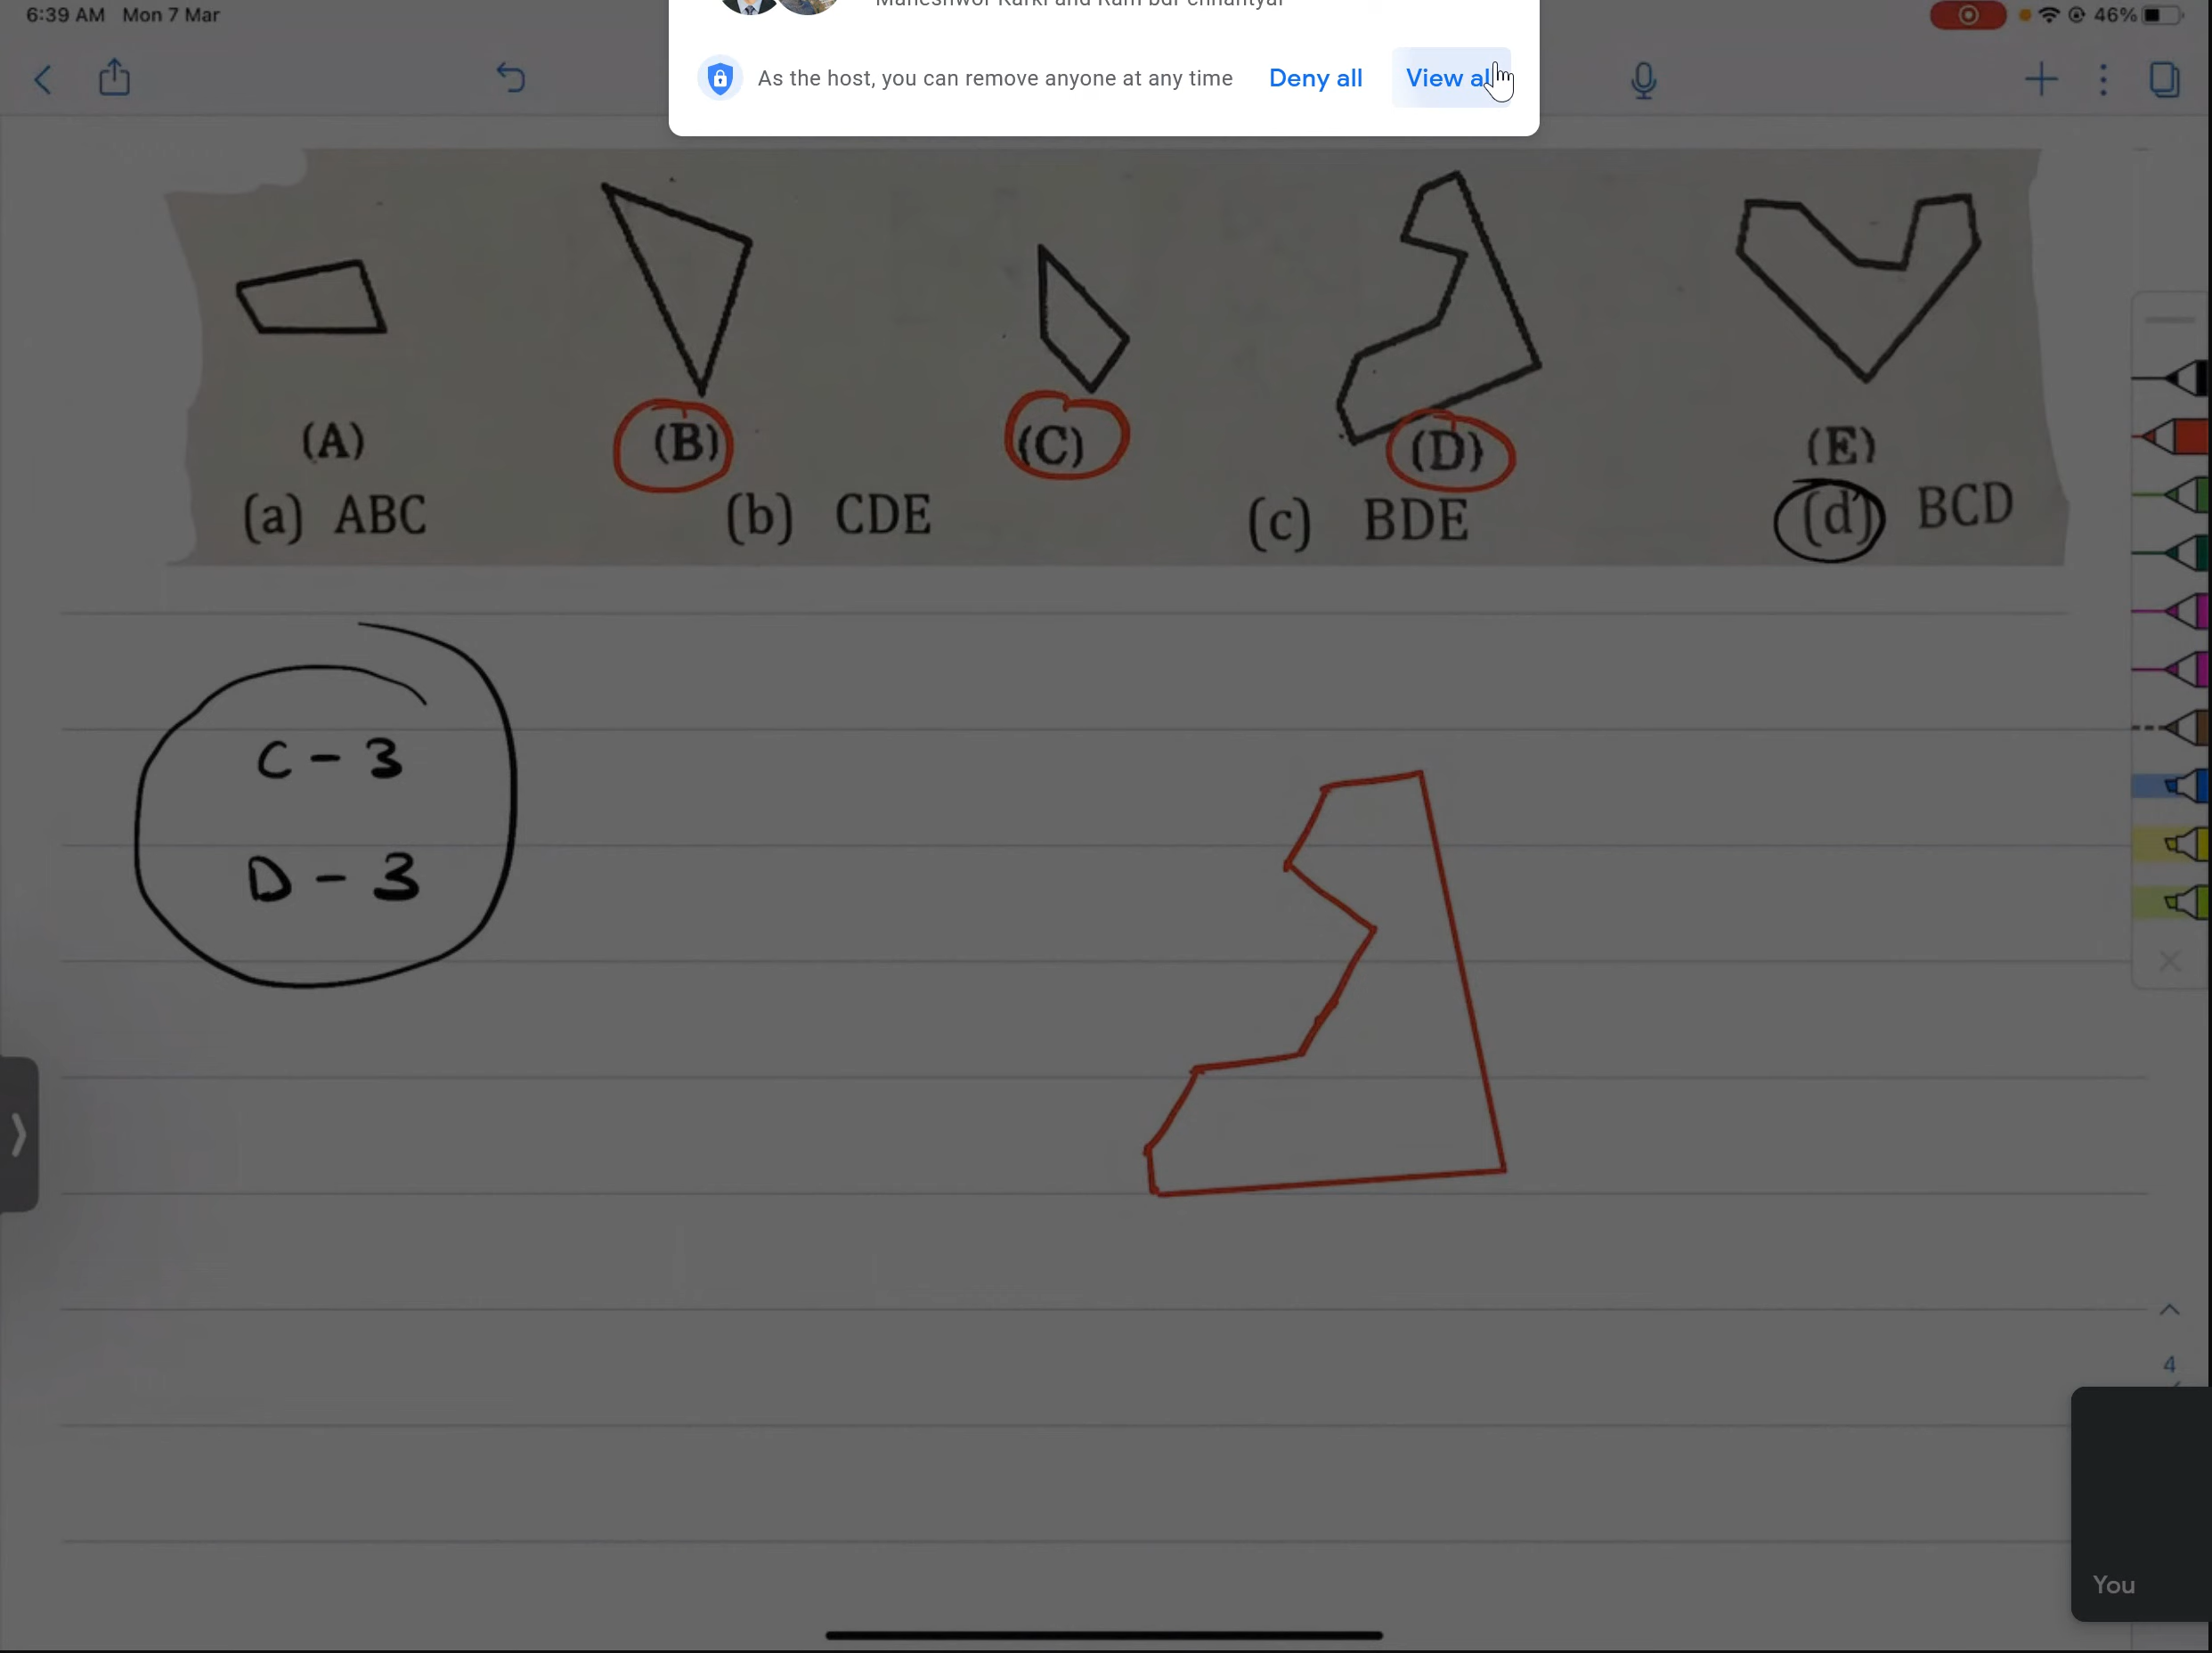 6:39 AM Mon 7 Mar
46%
As the host, you can remove anyone at any time
Deny all
View al
(A)
(B)
(C)
(D)
(E)
(a) ABC
(b) CDE
(c) BDE
(d) BCD
C - 3
D - 3
4
You